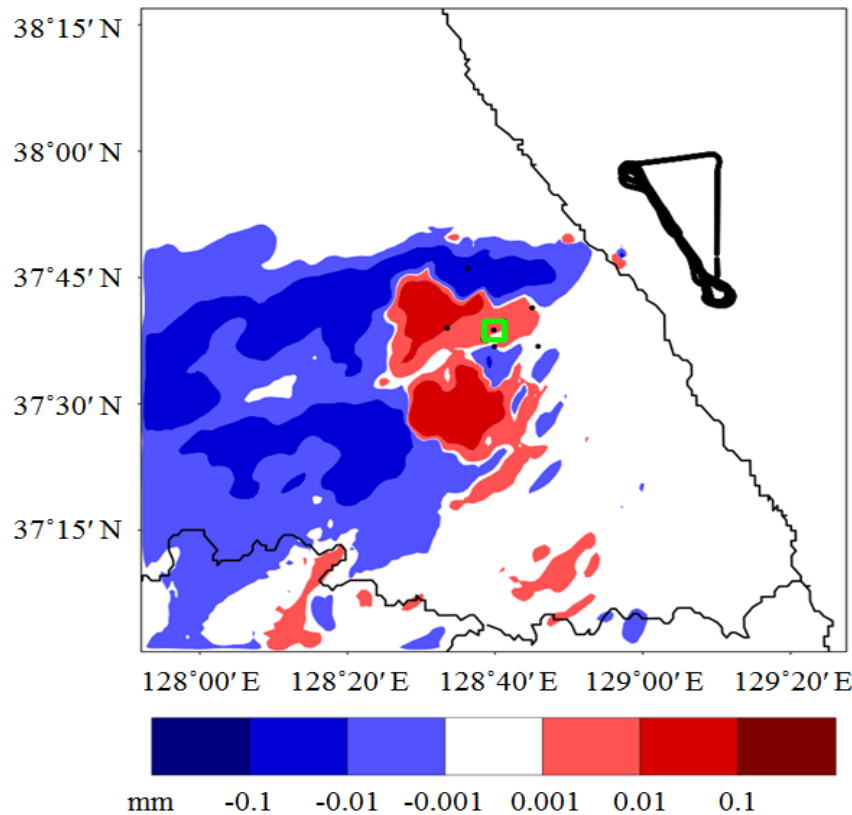 38°15′ N
38°00′ N
37°45′ N
37°30′ N
37°15′ N
128°00′ E 128°20′ E 128°40′ E 129°00′ E 129°20′ E
mm -0.1 -0.01 -0.001 0.001 0.01 0.1